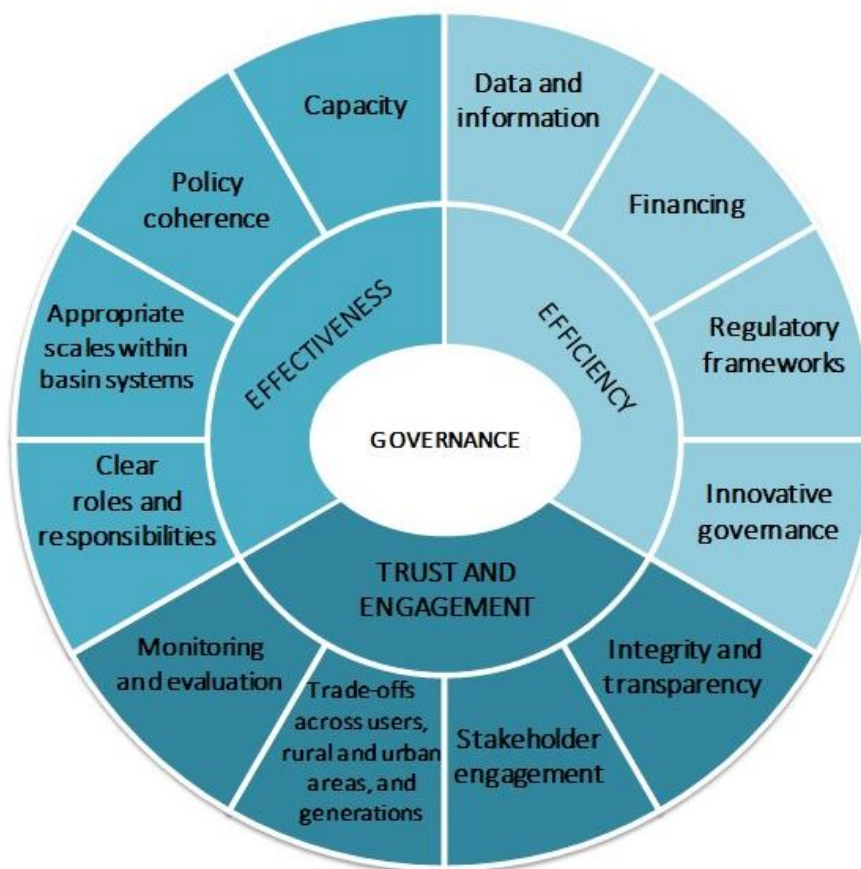 Capacity
Data and
information
Policy
coherence
Financing
Appropriate
scales within
basin systems
EFFECTIVENESS
EFFICIENCY
Regulatory
frameworks
GOVERNANCE
Clear
roles and
responsibilities
Innovative
governance
TRUST AND
ENGAGEMENT
Monitoring
and evaluation
Integrity and
transparency
Trade-offs
across users,
rural and urban
areas, and
generations
Stakeholder
engagement